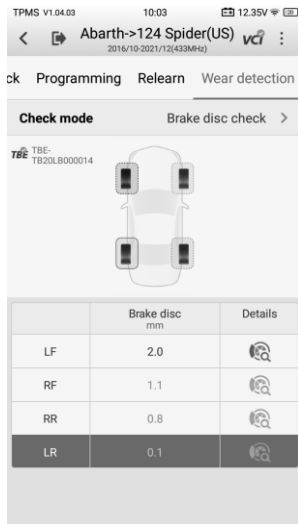 TPMS V1.04.03 10:03 12.35V
Abarth->124 Spider(US) VCI
2016/10-2021/12(433MHz)
ck Programming Relearn Wear detection
Check mode Brake disc check >
TBE TBE-
TB20LB000014
Brake disc Details
mm
LF 2.0
RF 1.1
RR 0.8
LR 0.1